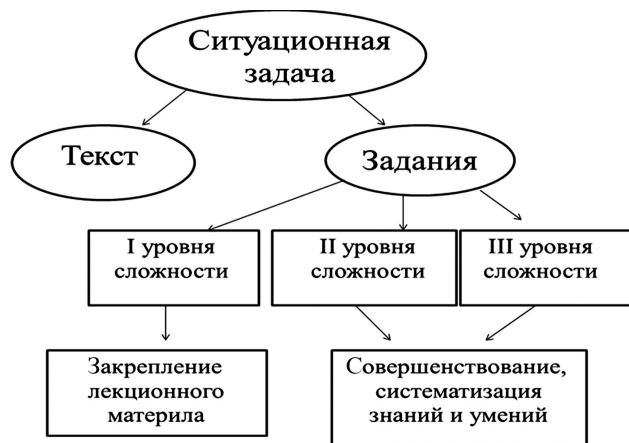 Ситуационная
задача
Текст
Задания
I уровня
сложности
II уровня
сложности
III уровня
сложности
Закрепление
лекционного
материла
Совершенствование,
систематизация
знаний и умений